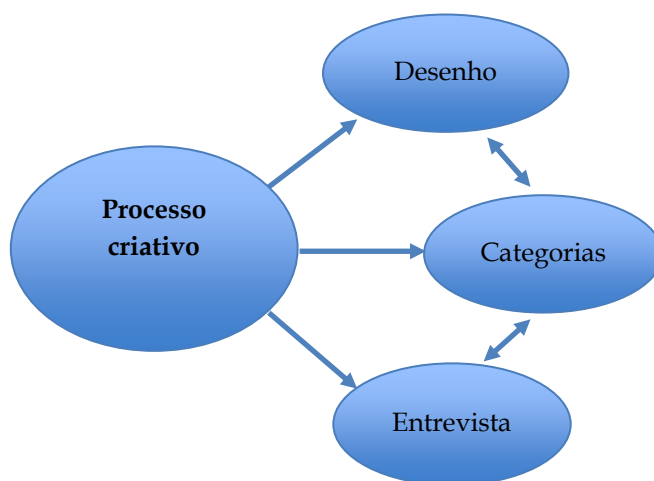 Desenho
Processo
criativo
Categorias
Entrevista